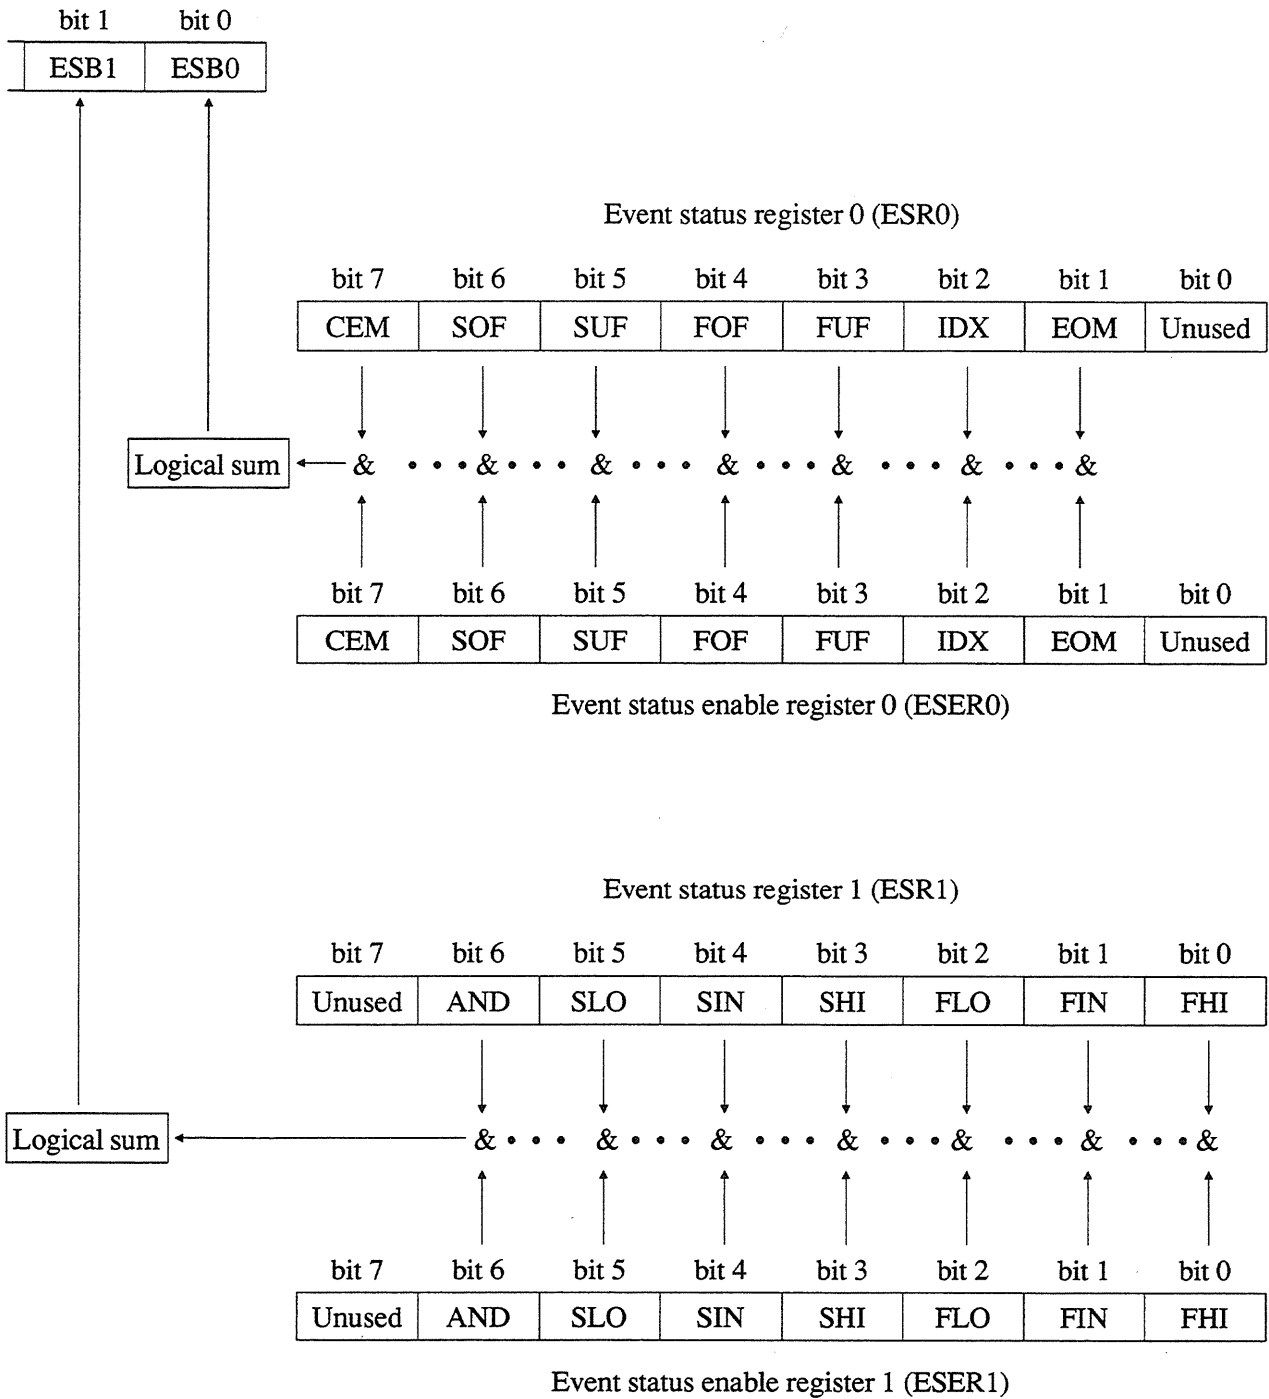 bit 1 bit 0
ESB1 ESB0
Event status register 0 (ESR0)
bit 7 bit 6 bit 5 bit 4 bit 3 bit 2 bit 1 bit 0
CEM SOF SUF FOF FUF IDX EOM Unused
Logical sum & & & & & & &
bit 7 bit 6 bit 5 bit 4 bit 3 bit 2 bit 1 bit 0
CEM SOF SUF FOF FUF IDX EOM Unused
Event status enable register 0 (ESER0)
Event status register 1 (ESR1)
bit 7 bit 6 bit 5 bit 4 bit 3 bit 2 bit 1 bit 0
Unused AND SLO SIN SHI FLO FIN FHI
Logical sum & & & & & & &
bit 7 bit 6 bit 5 bit 4 bit 3 bit 2 bit 1 bit 0
Unused AND SLO SIN SHI FLO FIN FHI
Event status enable register 1 (ESER1)